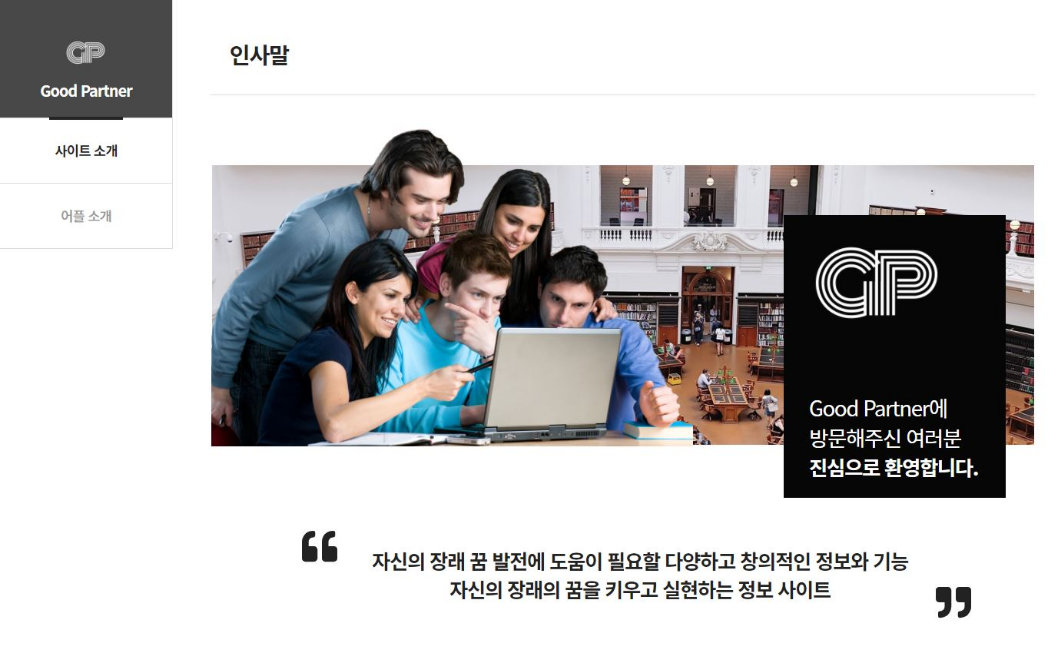 GP
Good Partner
사이트 소개
어플 소개
인사말
GP
Good Partner에
방문해주신 여러분
진심으로 환영합니다.
“
자신의 장래 꿈 발전에 도움이 필요할 다양하고 창의적인 정보와 기능
자신의 장래의 꿈을 키우고 실현하는 정보 사이트
”